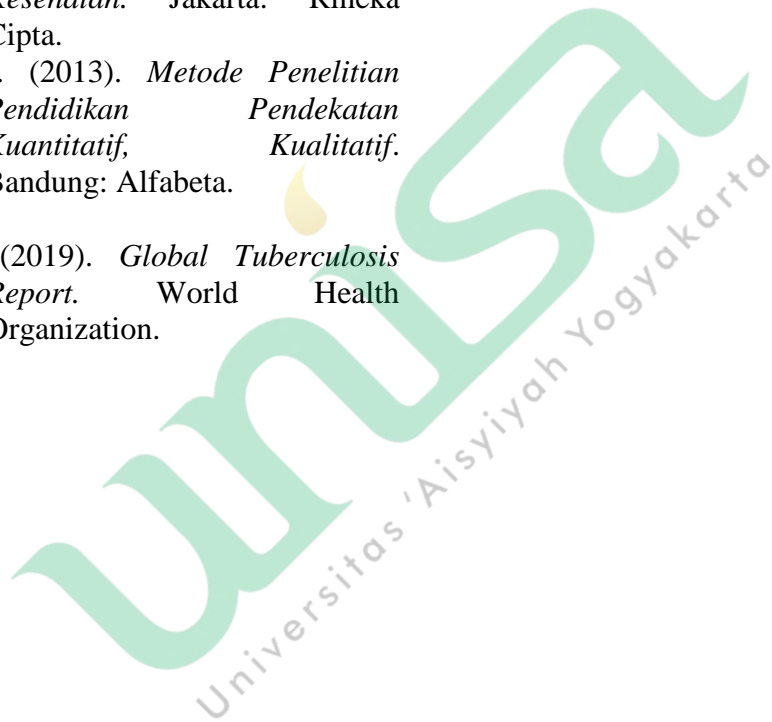 Kesehatan. Jakarta: Rineka
Cipta.
. (2013). Metode Penelitian
Pendidikan Pendekatan
Kuantitatif, Kualitatif.
Bandung: Alfabeta.
(2019). Global Tuberculosis
Report. World Health
Organization.
unisa
Universitas 'Aisyiyah Yogyakarta